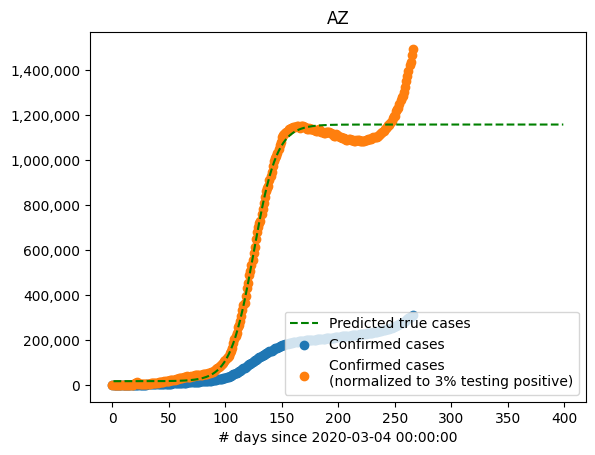 AZ
1,400,000
1,200,000
1,000,000
800,000
600,000
400,000
200,000
0
Predicted true cases
Confirmed cases
Confirmed cases
(normalized to 3% testing positive)
0 50 100 150 200 250 300 350 400
# days since 2020-03-04 00:00:00